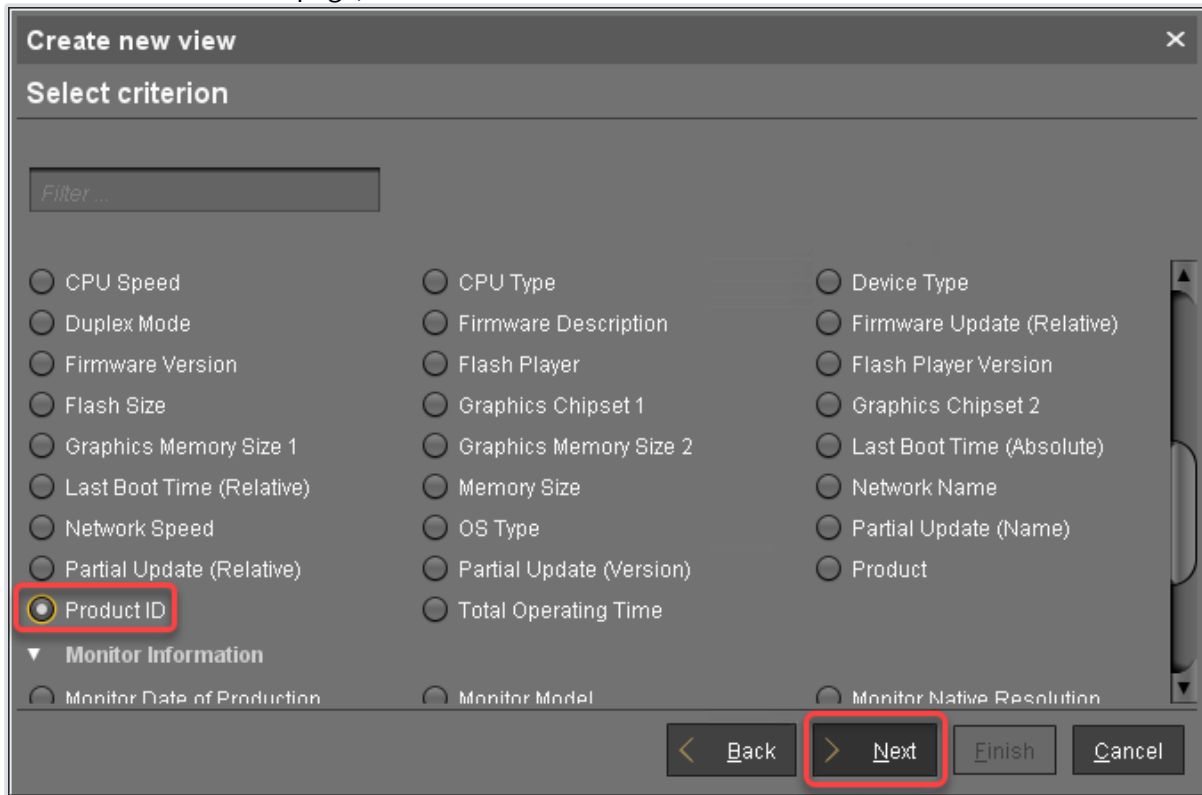 Create new view
Select criterion
Filter ...
CPU Speed CPU Type Device Type
Duplex Mode Firmware Description Firmware Update (Relative)
Firmware Version Flash Player Flash Player Version
Flash Size Graphics Chipset 1 Graphics Chipset 2
Graphics Memory Size 1 Graphics Memory Size 2 Last Boot Time (Absolute)
Last Boot Time (Relative) Memory Size Network Name
Network Speed OS Type Partial Update (Name)
Partial Update (Relative) Partial Update (Version) Product
Product ID Total Operating Time
Monitor Information
Monitor Date of Production Monitor Model Monitor Native Resolution
Back Next Finish Cancel